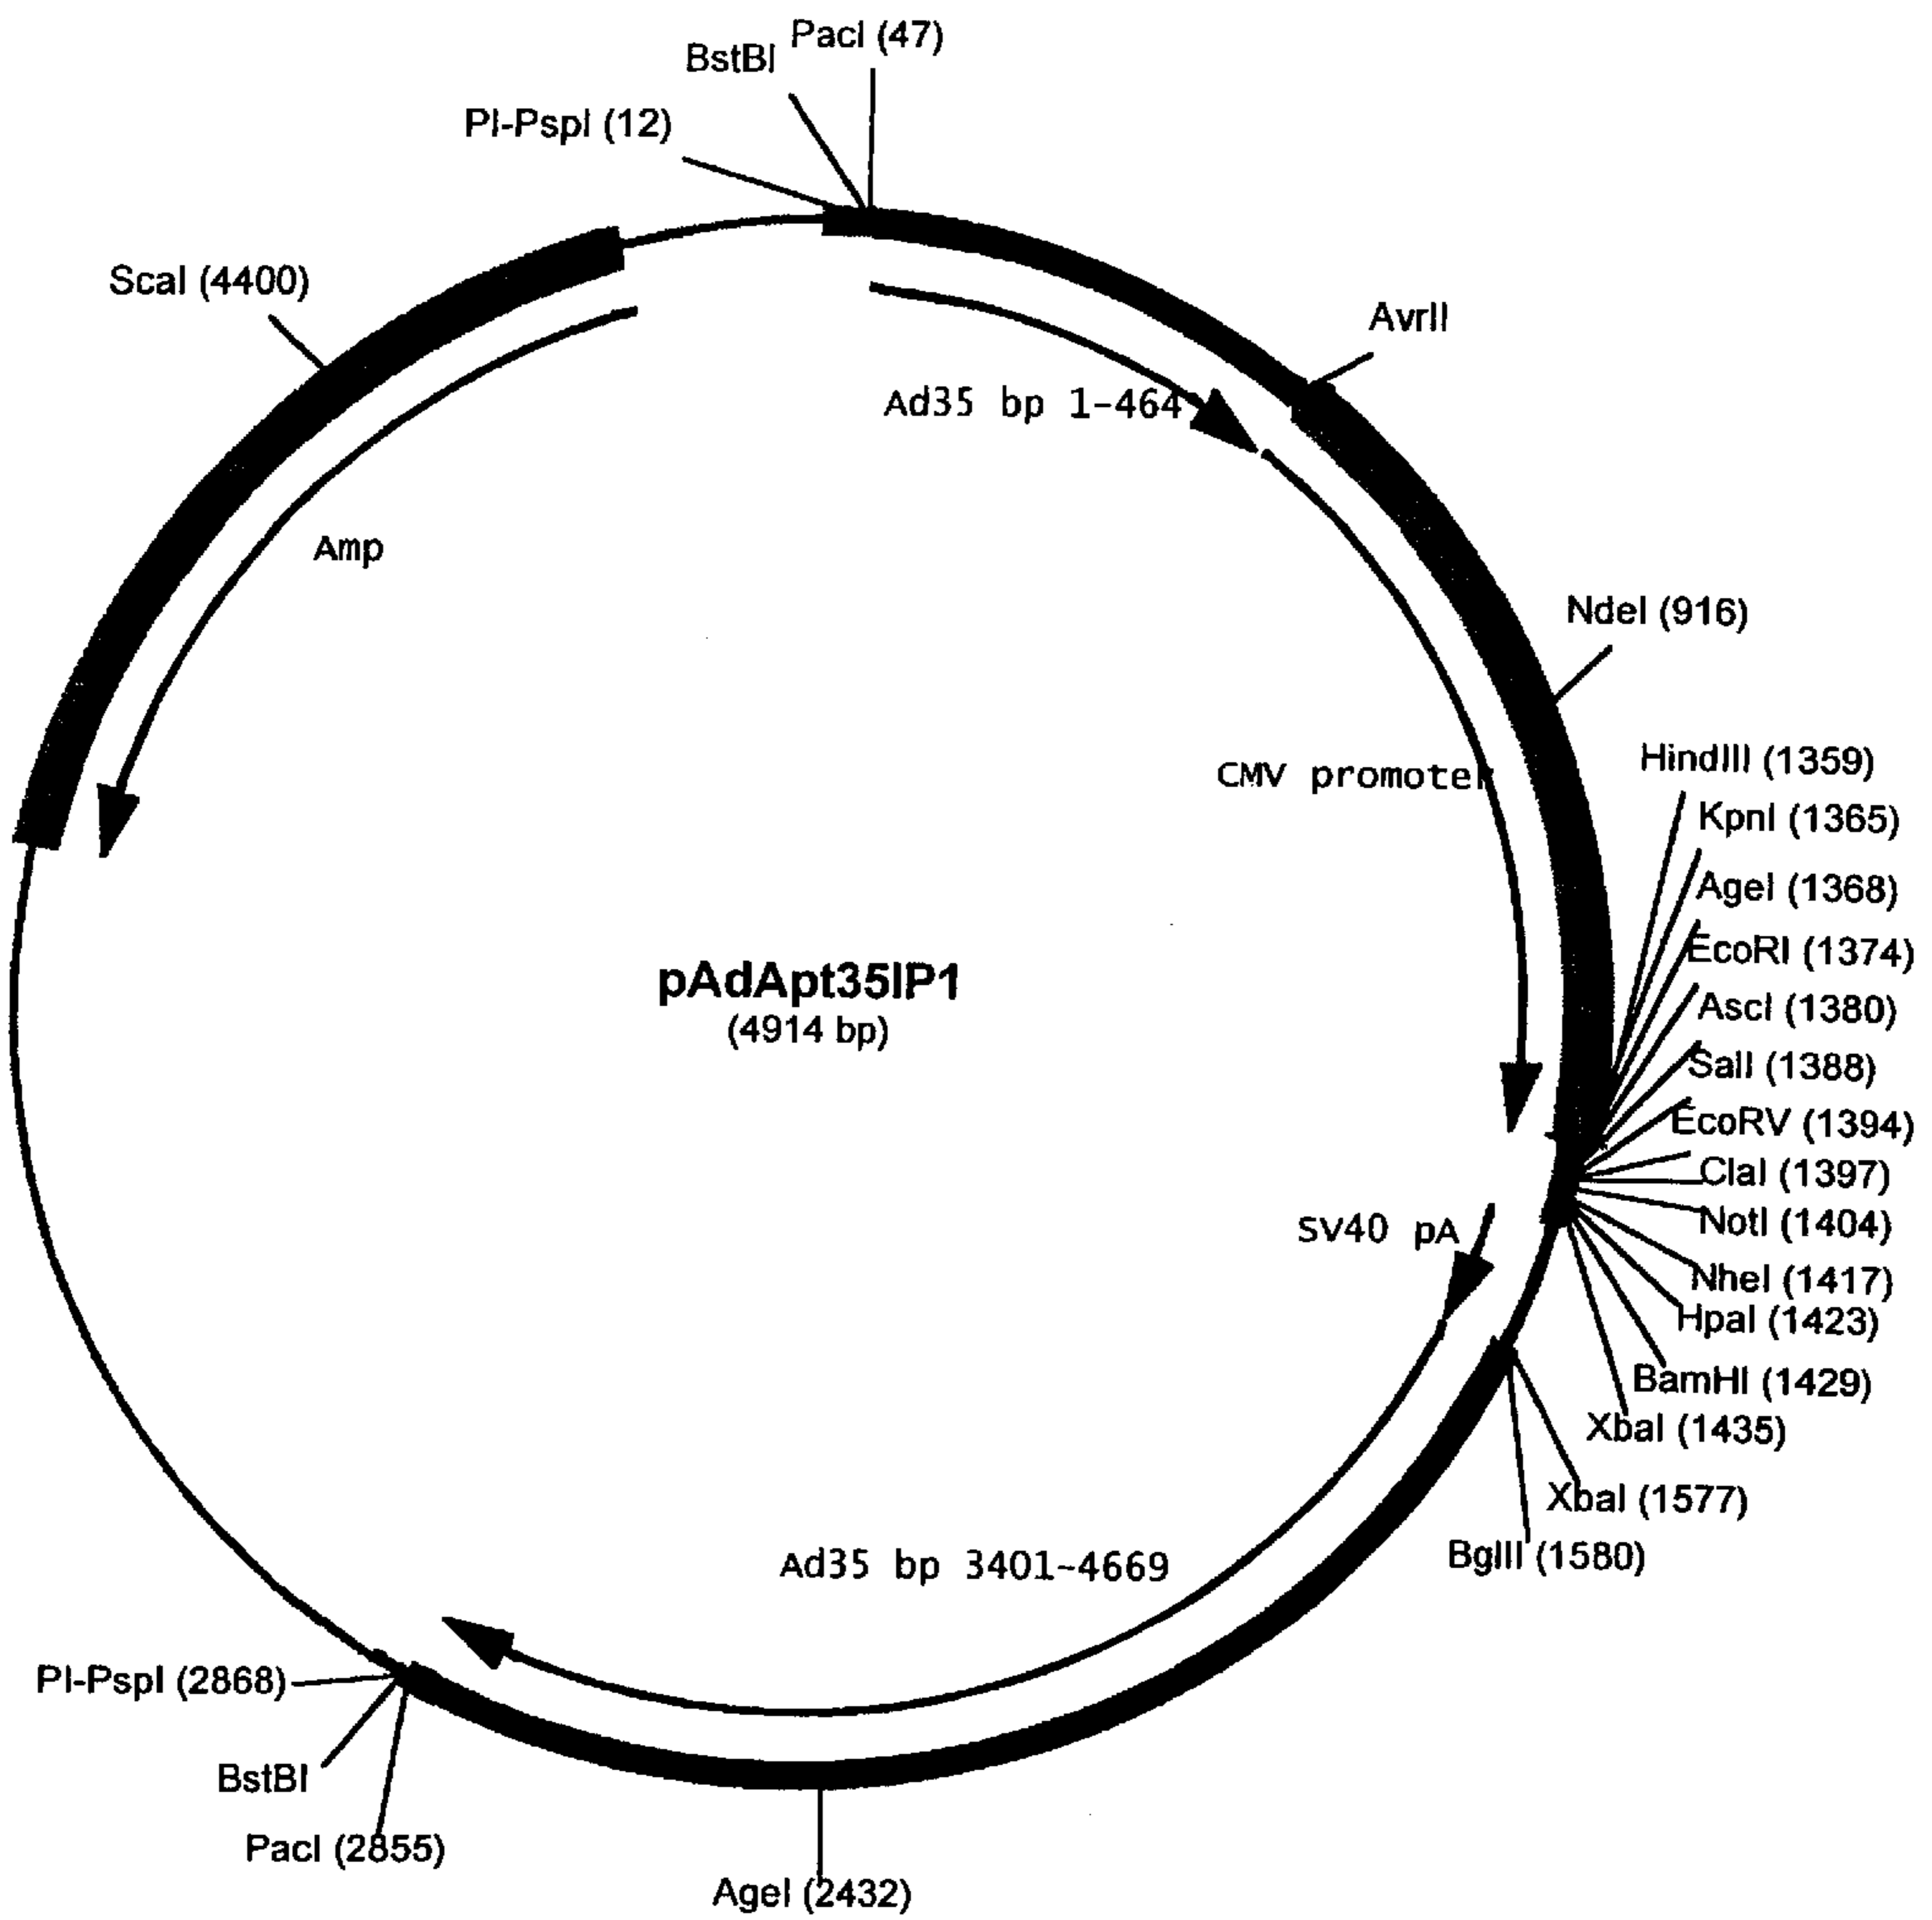 PacI (47)
BstBI
PI-PspI (12)
ScaI (4400)
AvrII
Ad35 bp 1-464
Amp
NdeI (916)
HindIII (1359)
CMV promoter
KpnI (1365)
AgeI (1368)
EcoRI (1374)
pAdApt35IP1
(4914 bp)
AscI (1380)
SalI (1388)
EcoRV (1394)
ClaI (1397)
NotI (1404)
SV40 pA
NheI (1417)
HpaI (1423)
BamHI (1429)
XbaI (1435)
XbaI (1577)
BglII (1580)
Ad35 bp 3401-4669
PI-PspI (2868)
BstBI
PacI (2855)
AgeI (2432)